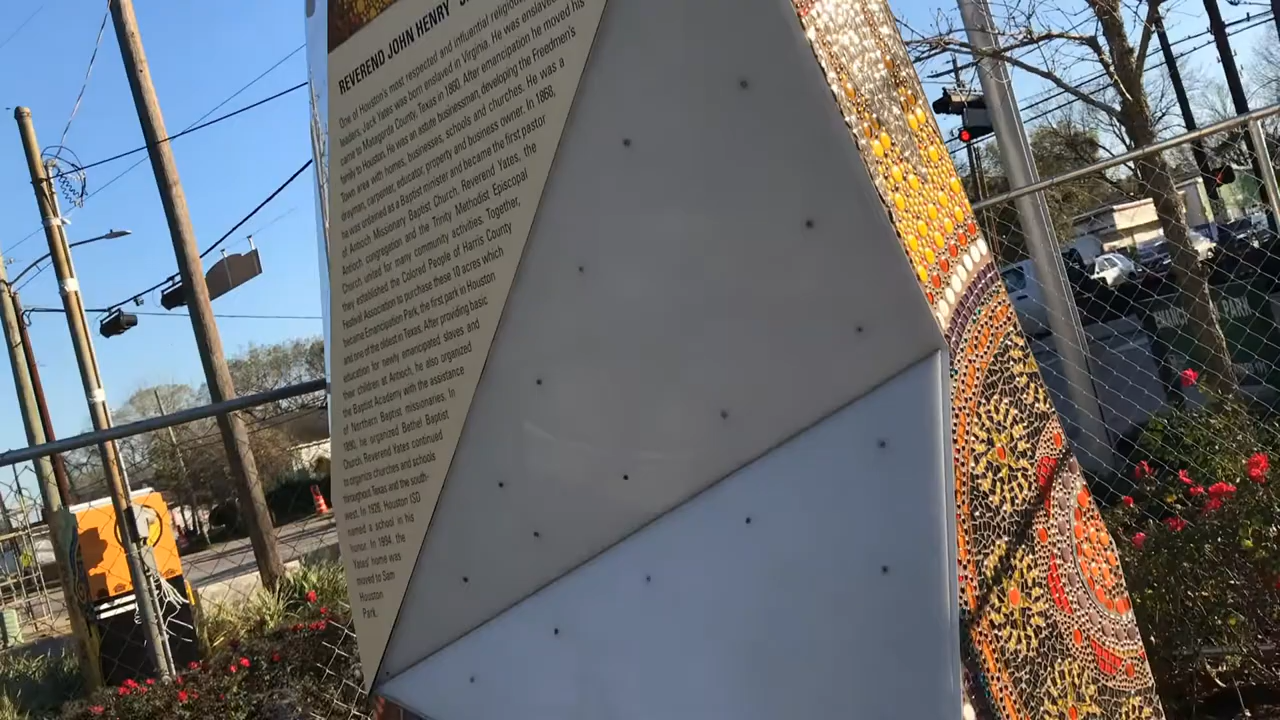 REVEREND JOHN HENRY
One of Houston's most respected and influential religious
leaders, Jack Yates was born enslaved in Virginia. He was enslaved
came to Matagorda County, Texas in 1860. After emancipation he moved his
family to Houston. He was an astute businessman, developing the Freedmen's
Town area with homes, businesses, schools and churches. He was a
drayman, carpenter, educator, property and business owner. In 1868,
he was ordained as a Baptist minister and became the first pastor
of Antioch Missionary Baptist Church. Reverend Yates, the
Antioch congregation and the Trinity Methodist Episcopal
Church united for many community activities. Together,
they established the Colored People of Harris County
Festival Association to purchase these 10 acres which
became Emancipation Park, the first park in Houston
and one of the oldest in Texas. After providing basic
education for newly emancipated slaves and
their children at Antioch, he also organized
the Baptist Academy with the assistance
of Northern Baptist missionaries. In
1890, he organized Bethel Baptist
Church. Reverend Yates continued
to organize churches and schools
throughout Texas and the south-
west. In 1926, Houston ISD
named a school in his
honor. In 1994, the
Yates' home was
moved to Sam
Houston
Park.
PARK